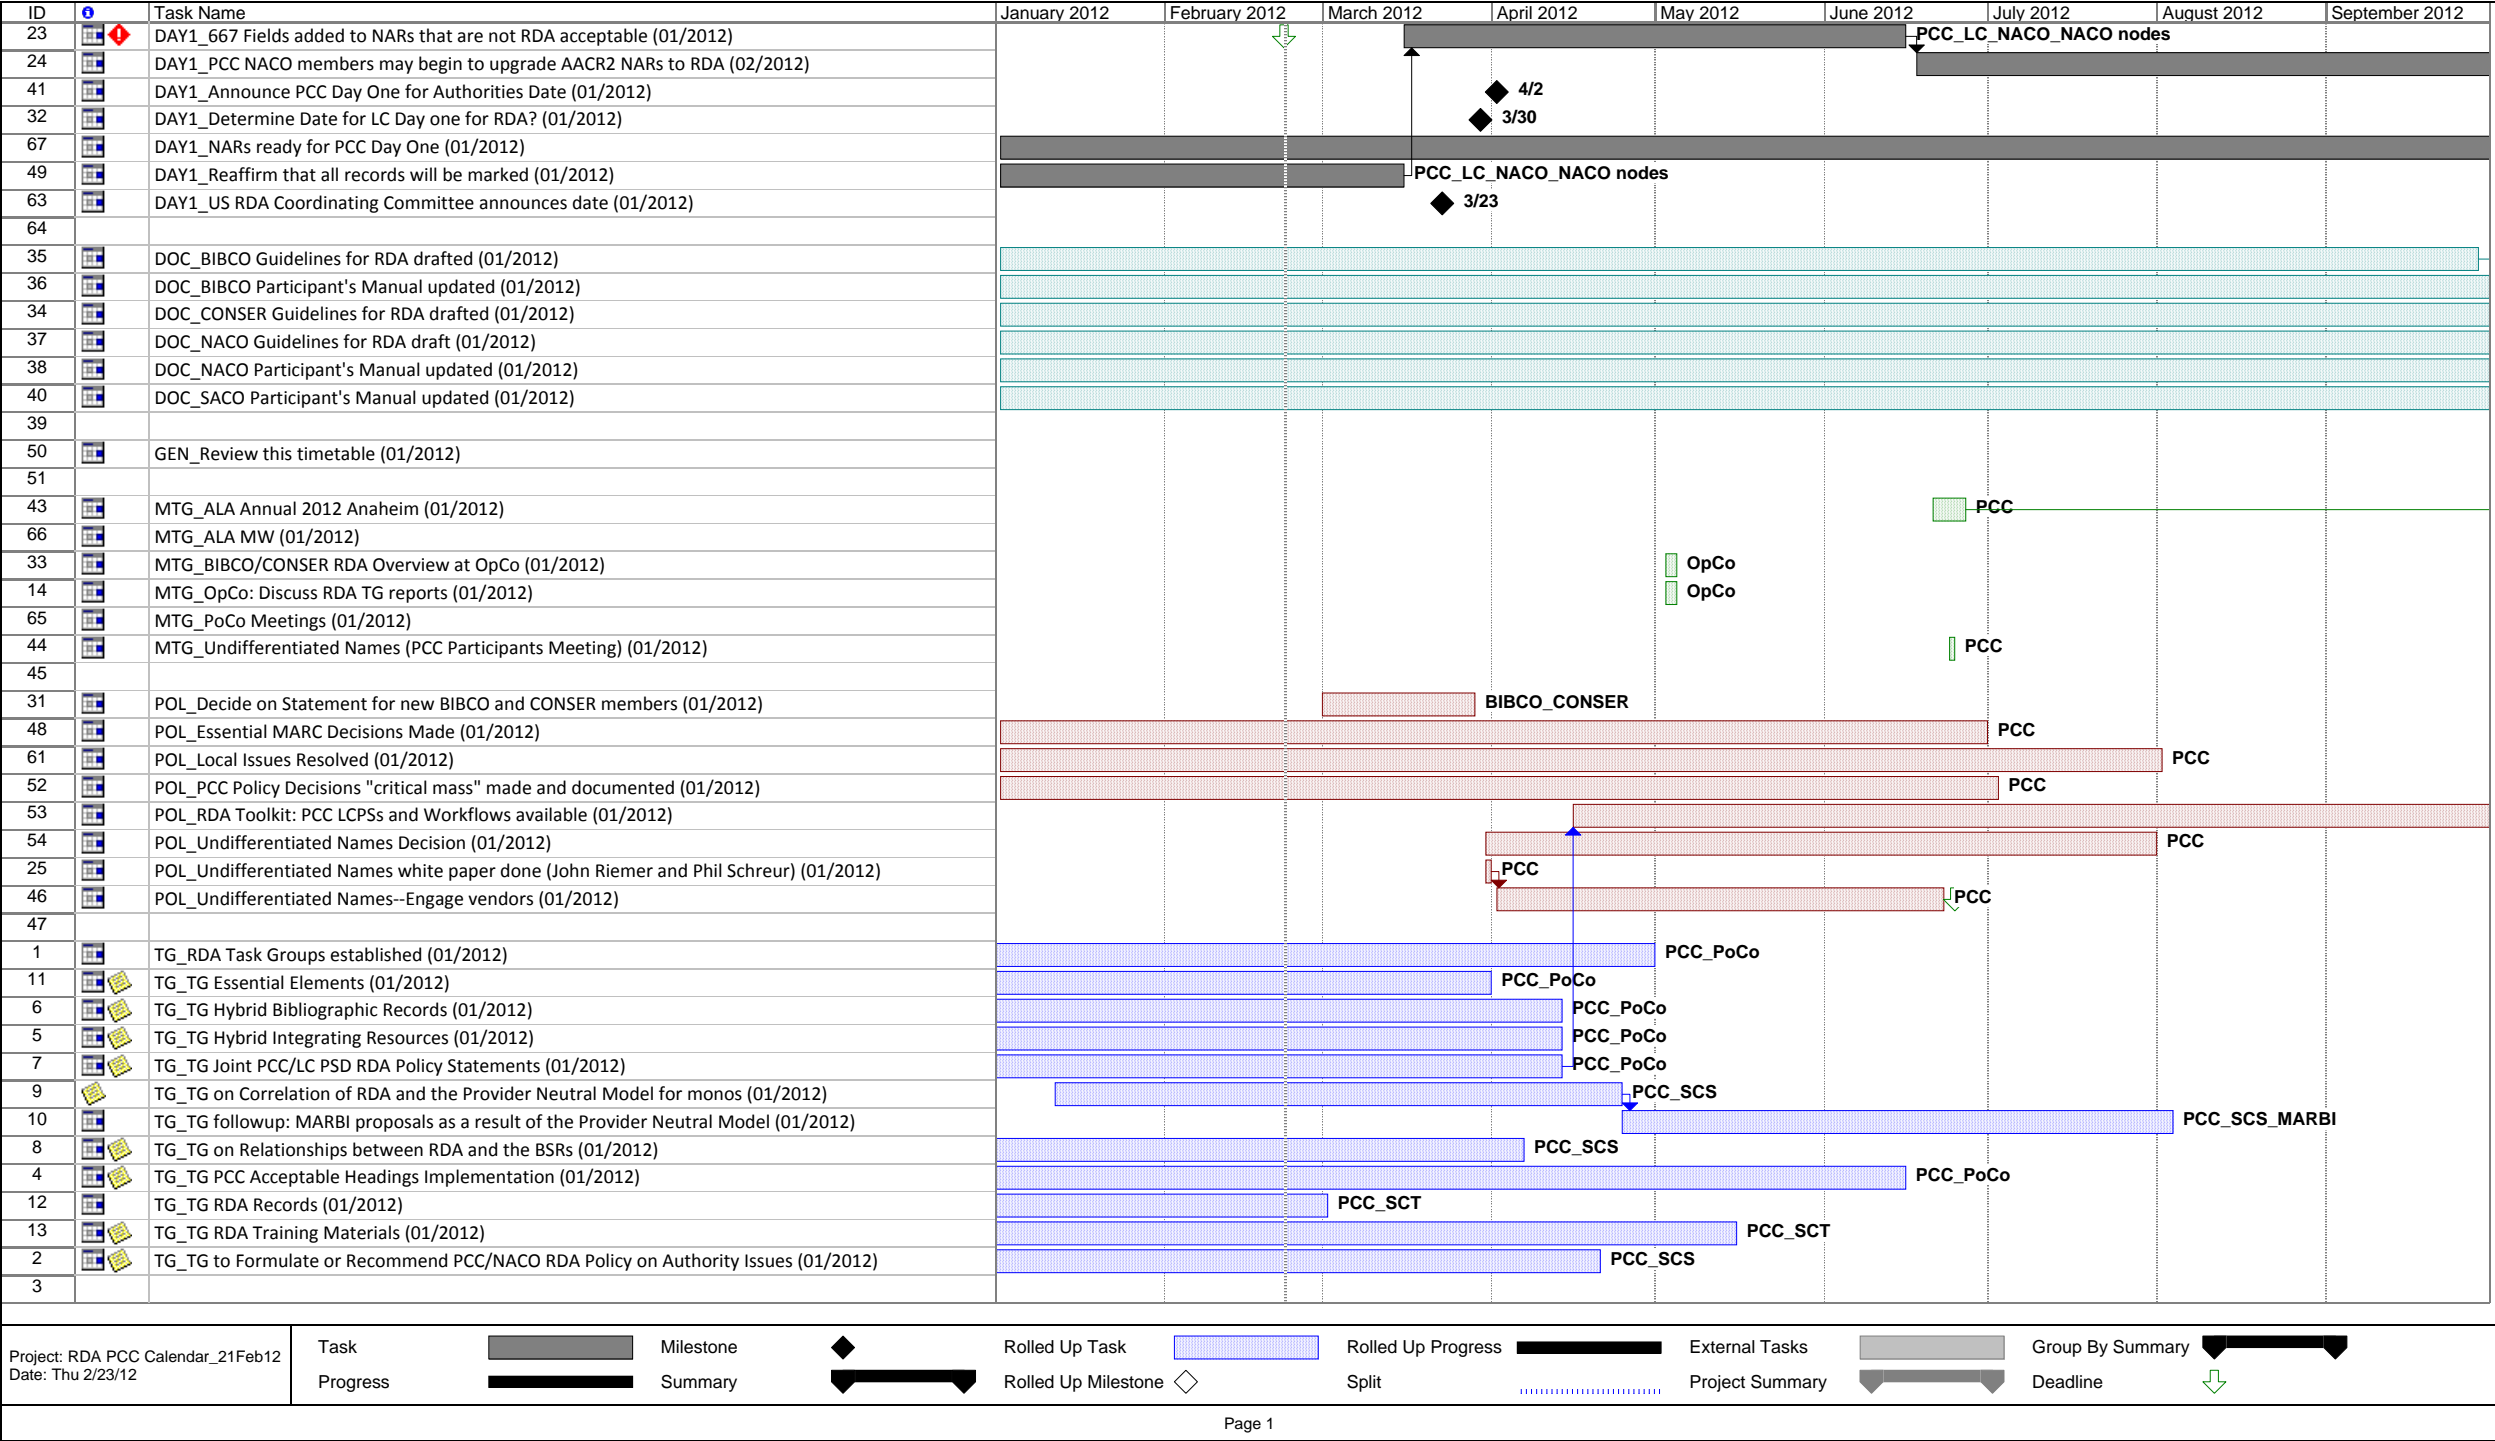 ID Task Name January 2012 February 2012 March 2012 April 2012 May 2012 June 2012 July 2012 August 2012 September 2012
23 DAY1_667 Fields added to NARs that are not RDA acceptable (01/2012) PCC_LC_NACO_NACO nodes
24 DAY1_PCC NACO members may begin to upgrade AACR2 NARs to RDA (02/2012)
41 DAY1_Announce PCC Day One for Authorities Date (01/2012) 4/2
32 DAY1_Determine Date for LC Day one for RDA? (01/2012) 3/30
67 DAY1_NARs ready for PCC Day One (01/2012)
49 DAY1_Reaffirm that all records will be marked (01/2012) PCC_LC_NACO_NACO nodes
63 DAY1_US RDA Coordinating Committee announces date (01/2012) 3/23
64
35 DOC_BIBCO Guidelines for RDA drafted (01/2012)
36 DOC_BIBCO Participant's Manual updated (01/2012)
34 DOC_CONSER Guidelines for RDA drafted (01/2012)
37 DOC_NACO Guidelines for RDA draft (01/2012)
38 DOC_NACO Participant's Manual updated (01/2012)
40 DOC_SACO Participant's Manual updated (01/2012)
39
50 GEN_Review this timetable (01/2012)
51
43 MTG_ALA Annual 2012 Anaheim (01/2012) PCC
66 MTG_ALA MW (01/2012)
33 MTG_BIBCO/CONSER RDA Overview at OpCo (01/2012) OpCo
14 MTG_OpCo: Discuss RDA TG reports (01/2012) OpCo
65 MTG_PoCo Meetings (01/2012)
44 MTG_Undifferentiated Names (PCC Participants Meeting) (01/2012) PCC
45
31 POL_Decide on Statement for new BIBCO and CONSER members (01/2012) BIBCO_CONSER
48 POL_Essential MARC Decisions Made (01/2012) PCC
61 POL_Local Issues Resolved (01/2012) PCC
52 POL_PCC Policy Decisions "critical mass" made and documented (01/2012) PCC
53 POL_RDA Toolkit: PCC LCPSs and Workflows available (01/2012)
54 POL_Undifferentiated Names Decision (01/2012) PCC
25 POL_Undifferentiated Names white paper done (John Riemer and Phil Schreur) (01/2012) PCC
46 POL_Undifferentiated Names--Engage vendors (01/2012) PCC
47
1 TG_RDA Task Groups established (01/2012) PCC_PoCo
11 TG_TG Essential Elements (01/2012) PCC_PoCo
6 TG_TG Hybrid Bibliographic Records (01/2012) PCC_PoCo
5 TG_TG Hybrid Integrating Resources (01/2012) PCC_PoCo
7 TG_TG Joint PCC/LC PSD RDA Policy Statements (01/2012) PCC_PoCo
9 TG_TG on Correlation of RDA and the Provider Neutral Model for monos (01/2012) PCC_SCS
10 TG_TG followup: MARBI proposals as a result of the Provider Neutral Model (01/2012) PCC_SCS_MARBI
8 TG_TG on Relationships between RDA and the BSRs (01/2012) PCC_SCS
4 TG_TG PCC Acceptable Headings Implementation (01/2012) PCC_PoCo
12 TG_TG RDA Records (01/2012) PCC_SCT
13 TG_TG RDA Training Materials (01/2012) PCC_SCT
2 TG_TG to Formulate or Recommend PCC/NACO RDA Policy on Authority Issues (01/2012) PCC_SCS
3
Project: RDA PCC Calendar_21Feb12
Date: Thu 2/23/12
Task Milestone Rolled Up Task Rolled Up Progress External Tasks Group By Summary
Progress Summary Rolled Up Milestone Split Project Summary Deadline
Page 1